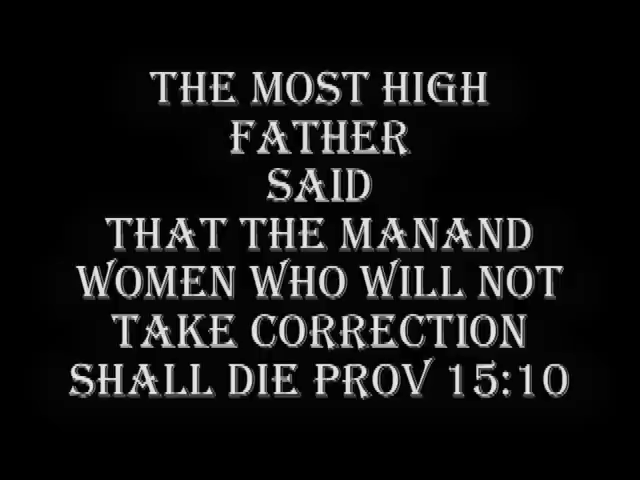 THE MOST HIGH
FATHER
SAID
THAT THE MANAND
WOMEN WHO WILL NOT
TAKE CORRECTION
SHALL DIE PROV 15:10